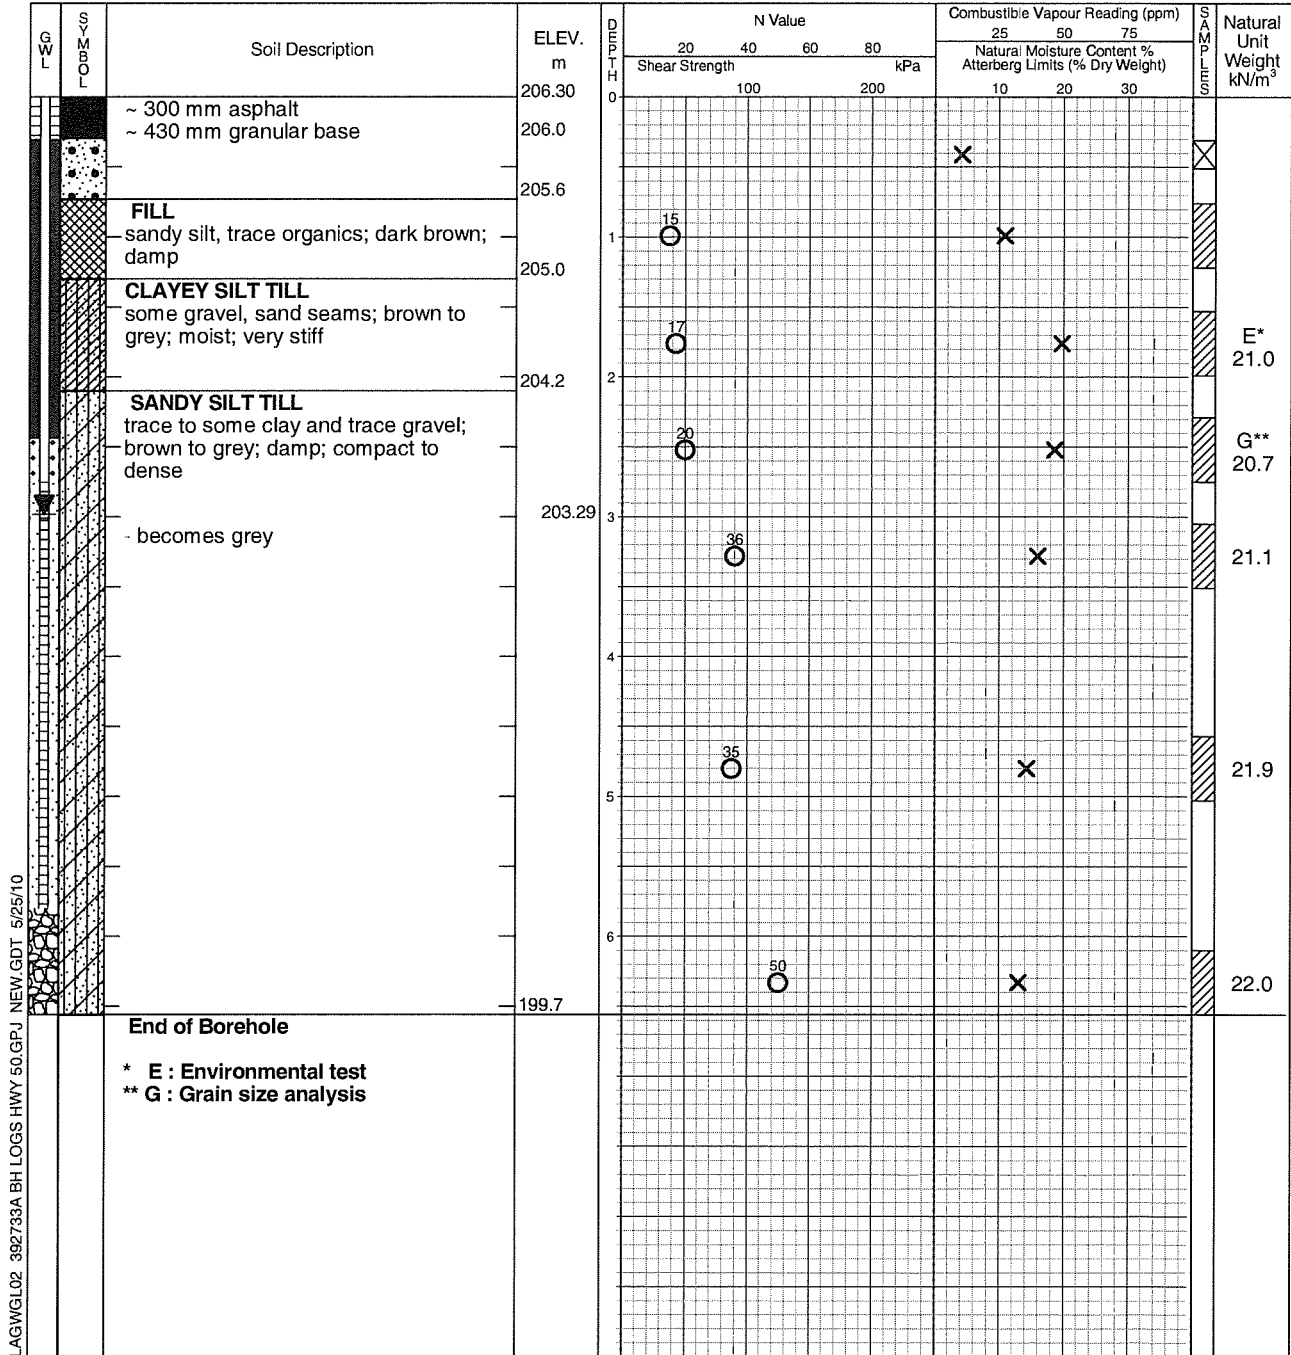 GWL
SYMBOL
Soil Description
ELEV.
m
206.30
DEPTH
N Value
20 40 60 80
Shear Strength kPa
100 200
Combustible Vapour Reading (ppm)
25 50 75
Natural Moisture Content %
Atterberg Limits (% Dry Weight)
10 20 30
SAMPLES
Natural
Unit
Weight
kN/m³
0
~ 300 mm asphalt
~ 430 mm granular base
206.0
205.6
FILL
sandy silt, trace organics; dark brown;
damp
205.0
15
1
CLAYEY SILT TILL
some gravel, sand seams; brown to
grey; moist; very stiff
204.2
17
E*
21.0
2
SANDY SILT TILL
trace to some clay and trace gravel;
brown to grey; damp; compact to
dense
20
G**
20.7
203.29
3
- becomes grey
36
21.1
4
35
21.9
5
6
50
22.0
199.7
End of Borehole
* E : Environmental test
** G : Grain size analysis
LAGWGL02 392733A BH LOGS HWY 50.GPJ NEW.GDT 5/25/10